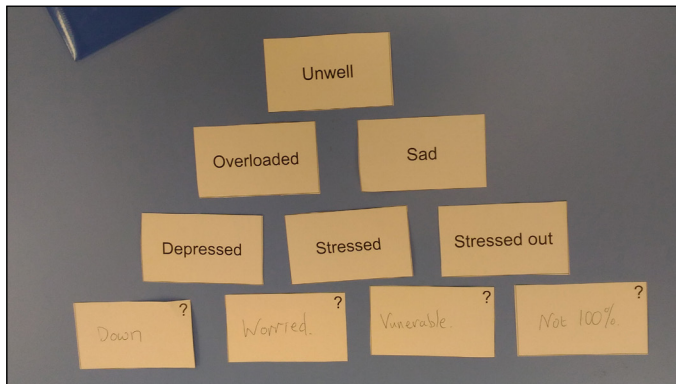 Unwell
Overloaded
Sad
Depressed
Stressed
Stressed out
?
Down
?
Worried.
?
Vunerable.
?
Not 100%.